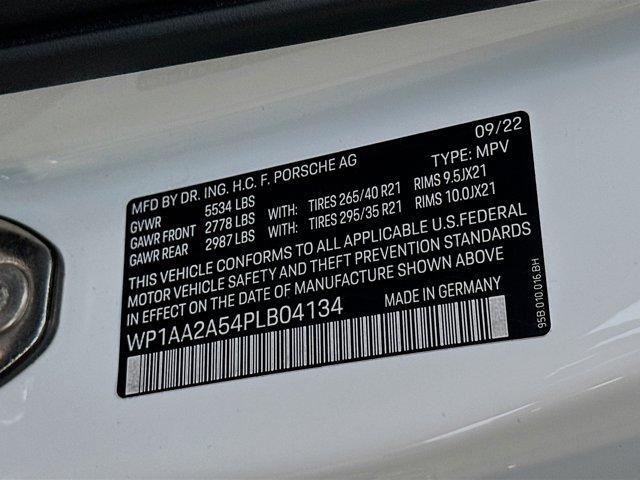 09/22
MFD BY DR. ING. H.C. F. PORSCHE AG TYPE: MPV
GVWR 5534 LBS
GAWR FRONT 2778 LBS WITH: TIRES 265/40 R21 RIMS 9.5JX21
GAWR REAR 2987 LBS WITH: TIRES 295/35 R21 RIMS 10.0JX21
THIS VEHICLE CONFORMS TO ALL APPLICABLE U.S.FEDERAL
MOTOR VEHICLE SAFETY AND THEFT PREVENTION STANDARDS
IN EFFECT ON THE DATE OF MANUFACTURE SHOWN ABOVE
WP1AA2A54PLB04134 MADE IN GERMANY
95B.010.016.BH